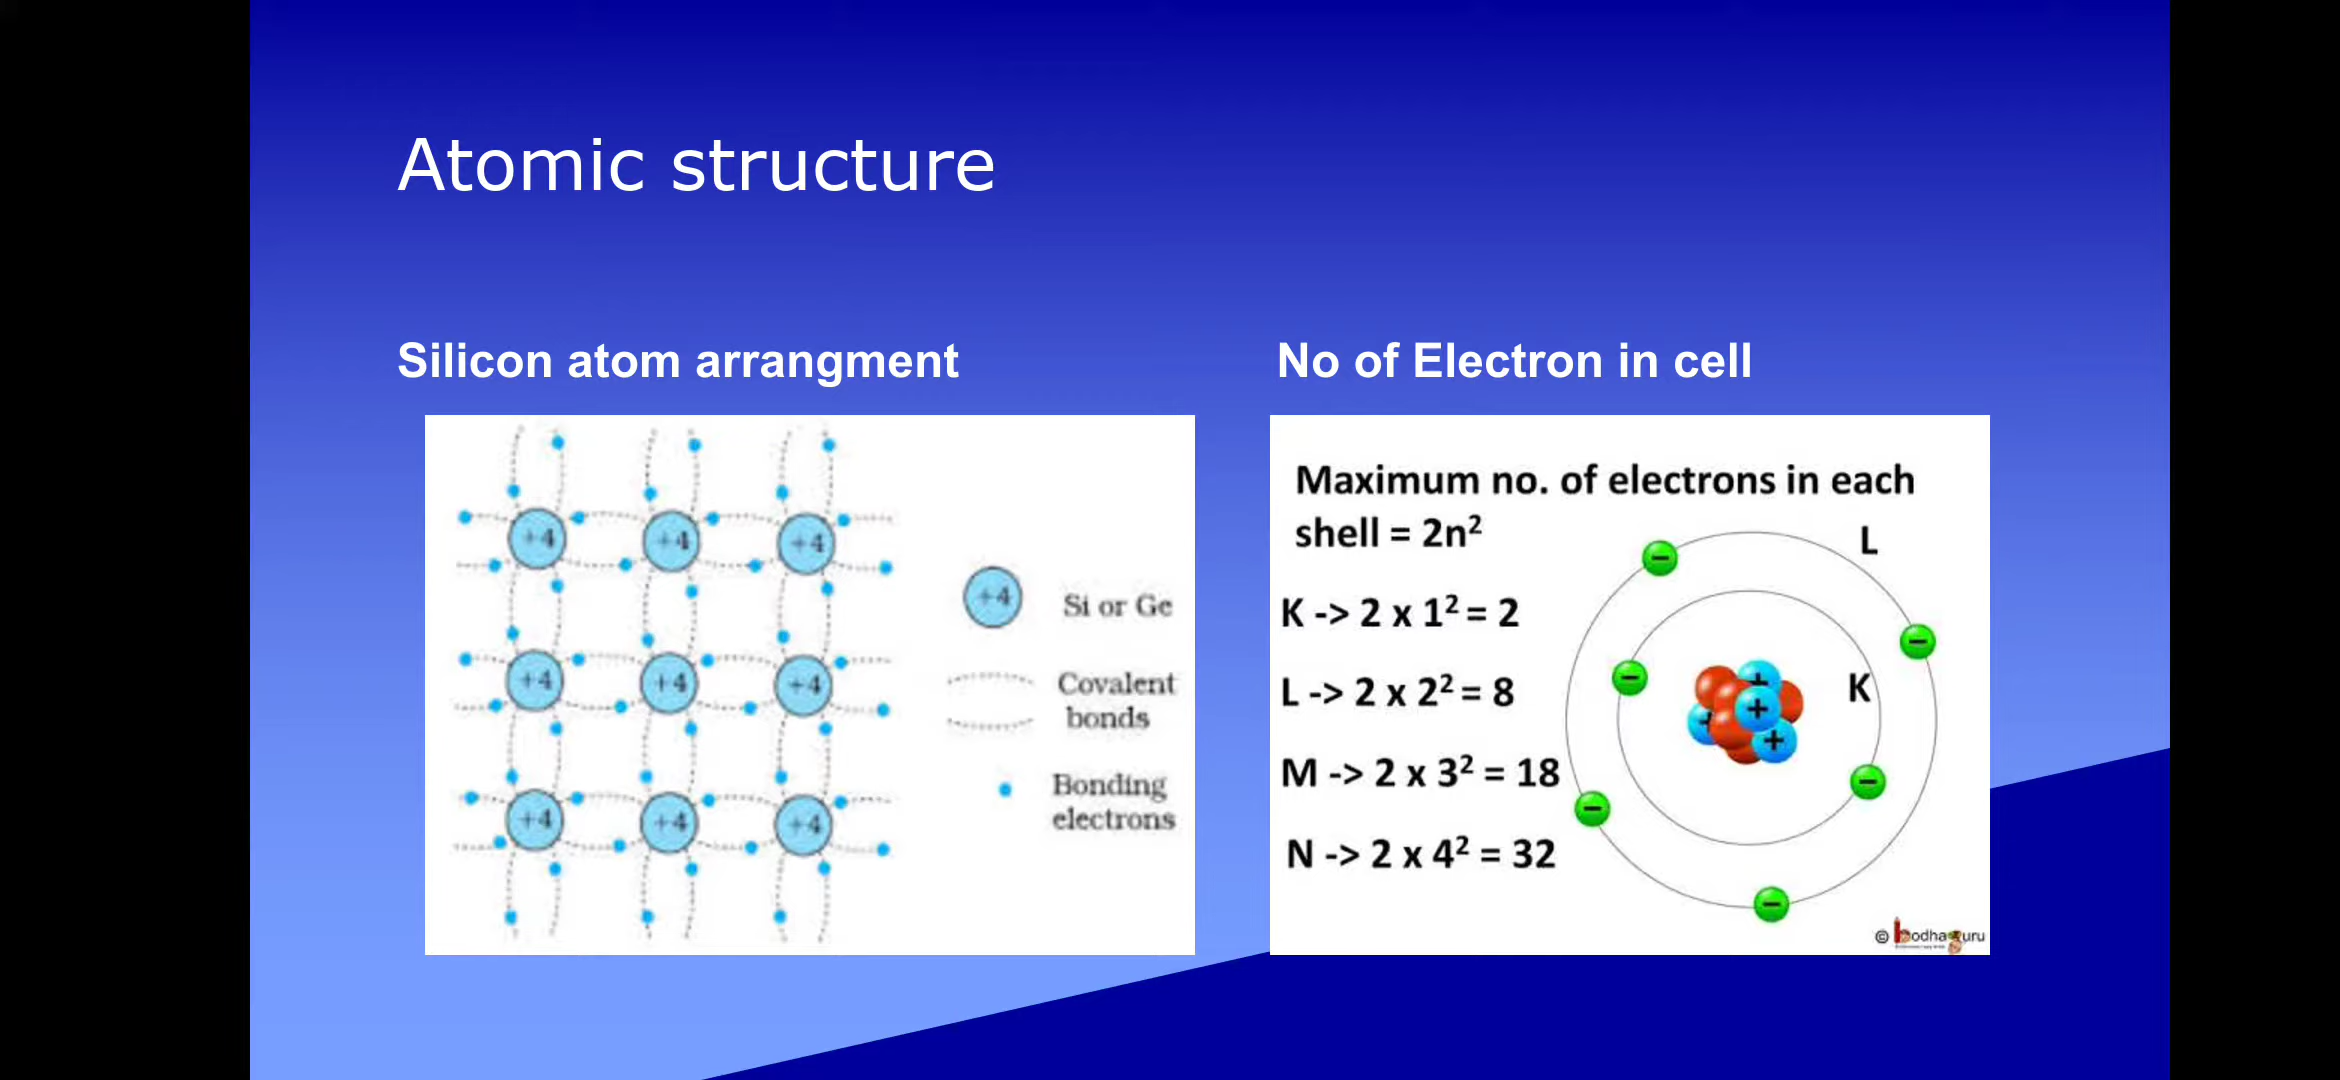 Atomic structure
Silicon atom arrangment
No of Electron in cell
+4 +4 +4
+4 +4 +4
+4 +4 +4
+4 Si or Ge
Covalent
bonds
Bonding
electrons
Maximum no. of electrons in each
shell = 2n²
L
K -> 2 x 1² = 2
K
L -> 2 x 2² = 8
M -> 2 x 3² = 18
N -> 2 x 4² = 32
© bodhaguru